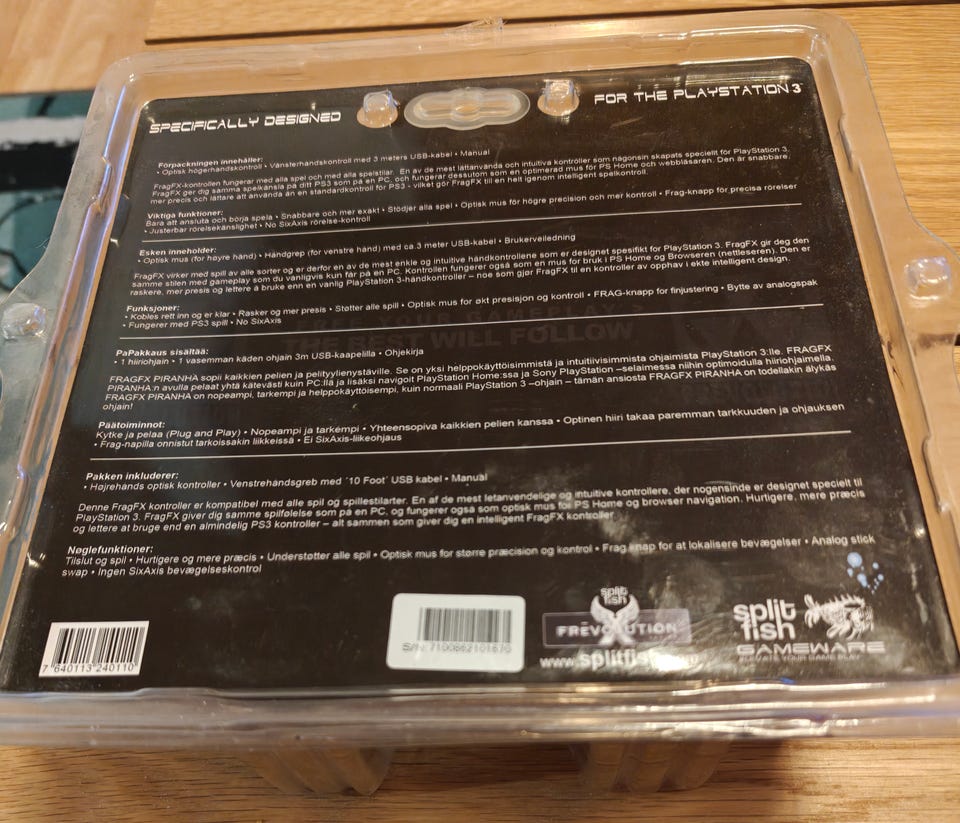 SPECIFICALLY DESIGNED
FOR THE PLAYSTATION 3
Förpackningen innehåller:
• Optisk högerhandskontroll • Vänsterhandskontroll med 3 meters USB-kabel • Manual
FragFX-kontrollen fungerar med alla spel och med alla spelstilar. En av de mest lättanvända och intuitiva kontroller som någonsin skapats speciellt för PlayStation 3.
FragFX ger dig samma spelkänsla på ditt PS3 som på en PC, och fungerar dessutom som en optimerad mus för PS Home och webbläsaren. Den är snabbare,
mer precis och lättare att använda än en standardkontroll för PS3 - vilket gör FragFX till en helt igenom intelligent spelkontroll.
Viktiga funktioner:
Bara att ansluta och börja spela • Snabbare och mer exakt • Stödjer alla spel • Optisk mus för högre precision och mer kontroll • Frag-knapp för precisa rörelser
• Justerbar rörelsekänslighet • No SixAxis rörelse-kontroll
Esken inneholder:
• Optisk mus (for høyre hånd) • Håndgrep (for venstre hånd) med ca.3 meter USB-kabel • Brukerveiledning
FragFX virker med spill av alle sorter og er derfor en av de mest enkle og intuitive håndkontrollene som er designet spesifikt for PlayStation 3. FragFX gir deg den
samme stilen med gameplay som du vanligvis kun får på en PC. Kontrollen fungerer også som en mus for bruk i PS Home og Browseren (nettleseren). Den er
raskere, mer presis og lettere å bruke enn en vanlig PlayStation 3-håndkontroller – noe som gjør FragFX til en kontroller av opphav i ekte intelligent design.
Funksjoner:
• Kobles rett inn og er klar • Rasker og mer presis • Støtter alle spill • Optisk mus for økt presisjon og kontroll • FRAG-knapp for finjustering • Bytte av analogspak
• Fungerer med PS3 spill • No SixAxis
THE BEST WILL FOLLOW
PaPakkaus sisältää:
• 1 hiiriohjain • 1 vasemman käden ohjain 3m USB-kaapelilla • Ohjekirja
FRAGFX PIRANHA sopii kaikkien pelien ja pelityylienystäville. Se on yksi helppokäyttöisimmistä ja intuitiivisimmista ohjaimista PlayStation 3:lle. FRAGFX
PIRANHA:n avulla pelaat yhtä kätevästi kuin PC:llä ja lisäksi navigoit PlayStation Home:ssa ja Sony PlayStation –selaimessa niihin optimoidulla hiiriohjaimella.
FRAGFX PIRANHA on nopeampi, tarkempi ja helppokäyttöisempi, kuin normaali PlayStation 3 –ohjain – tämän ansiosta FRAGFX PIRANHA on todellakin älykäs
ohjain!
Päätoiminnot:
Kytke ja pelaa (Plug and Play) • Nopeampi ja tarkempi • Yhteensopiva kaikkien pelien kanssa • Optinen hiiri takaa paremman tarkkuuden ja ohjauksen
• Frag-napilla onnistut tarkoissakin liikkeissä • Ei SixAxis-liikeohjaus
Pakken inkluderer:
• Højrehands optisk kontroller • Venstrehandsgreb med ´10 Foot´ USB kabel • Manual
Denne FragFX kontroller er kompatibel med alle spil og spillestilarter. En af de mest letanvendelige og intuitive kontrollere, der nogensinde er designet specielt til
PlayStation 3. FragFX giver dig samme spilfølelse som på en PC, og fungerer også som optisk mus for PS Home og browser navigation. Hurtigere, mere præcis
og lettere at bruge end en almindelig PS3 kontroller – alt sammen som giver dig en intelligent FragFX kontroller.
Nøglefunktioner:
Tilslut og spil • Hurtigere og mere præcis • Understøtter alle spil • Optisk mus for større præcision og kontrol • Frag knap for at lokalisere bevægelser • Analog stick
swap • Ingen SixAxis bevægelseskontrol
7 640113 240110
S/N: 7100862101670
split fish
FREVOLUTION
www.splitfis
split fish
GAMEWARE
ELEVATE YOUR GAME PLAY